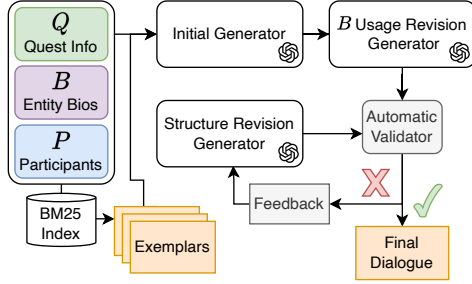 Q
Quest Info
B
Entity Bios
P
Participants
BM25
Index
Exemplars
Initial Generator
B Usage Revision
Generator
Structure Revision
Generator
Automatic
Validator
Feedback
Final
Dialogue